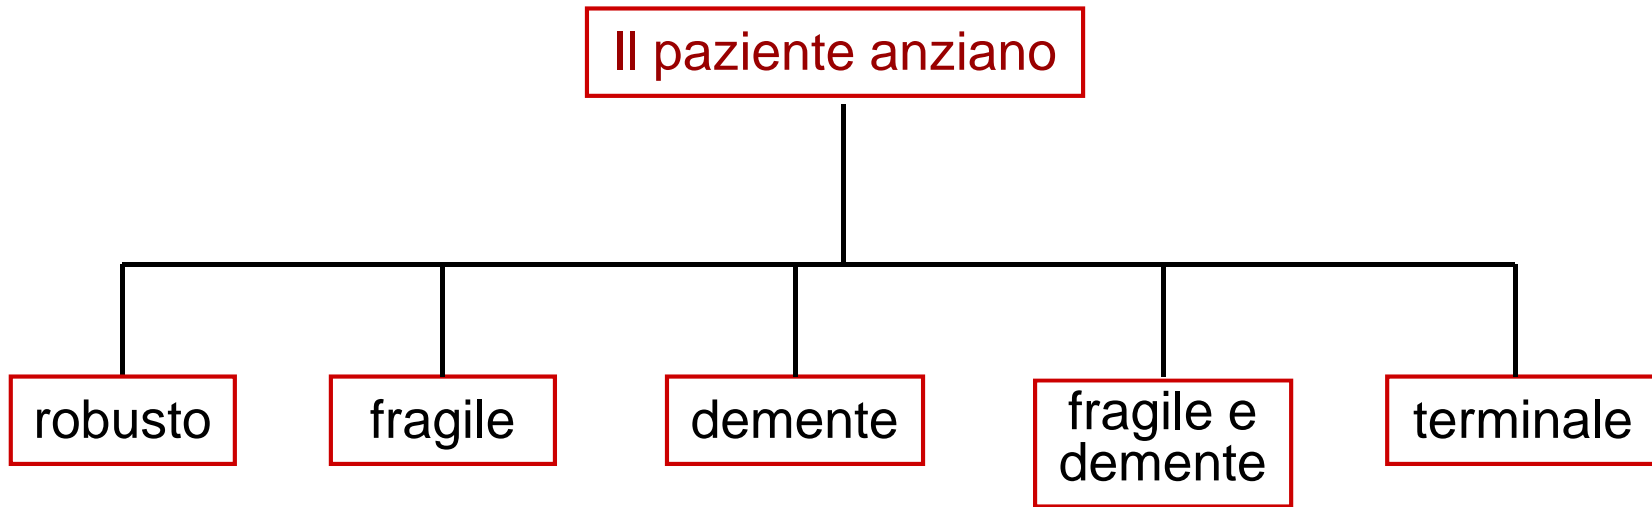 Il paziente anziano
robusto
fragile
demente
fragile e
demente
terminale